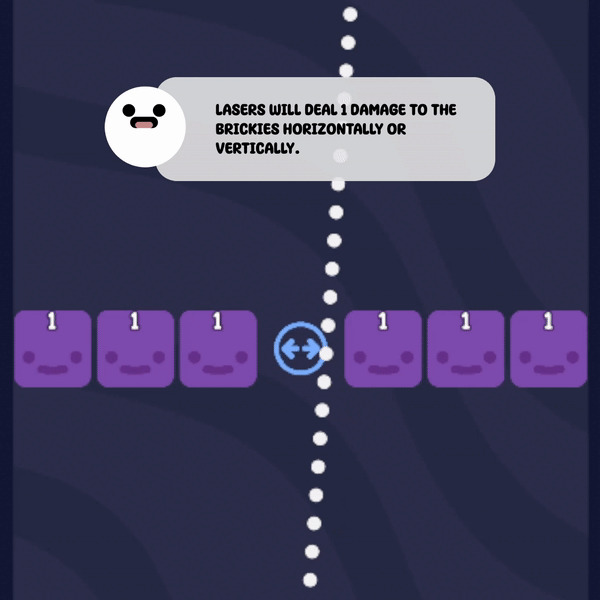 LASERS WILL DEAL 1 DAMAGE TO THE
BRICKIES HORIZONTALLY OR
VERTICALLY.
1 1 1 1 1 1